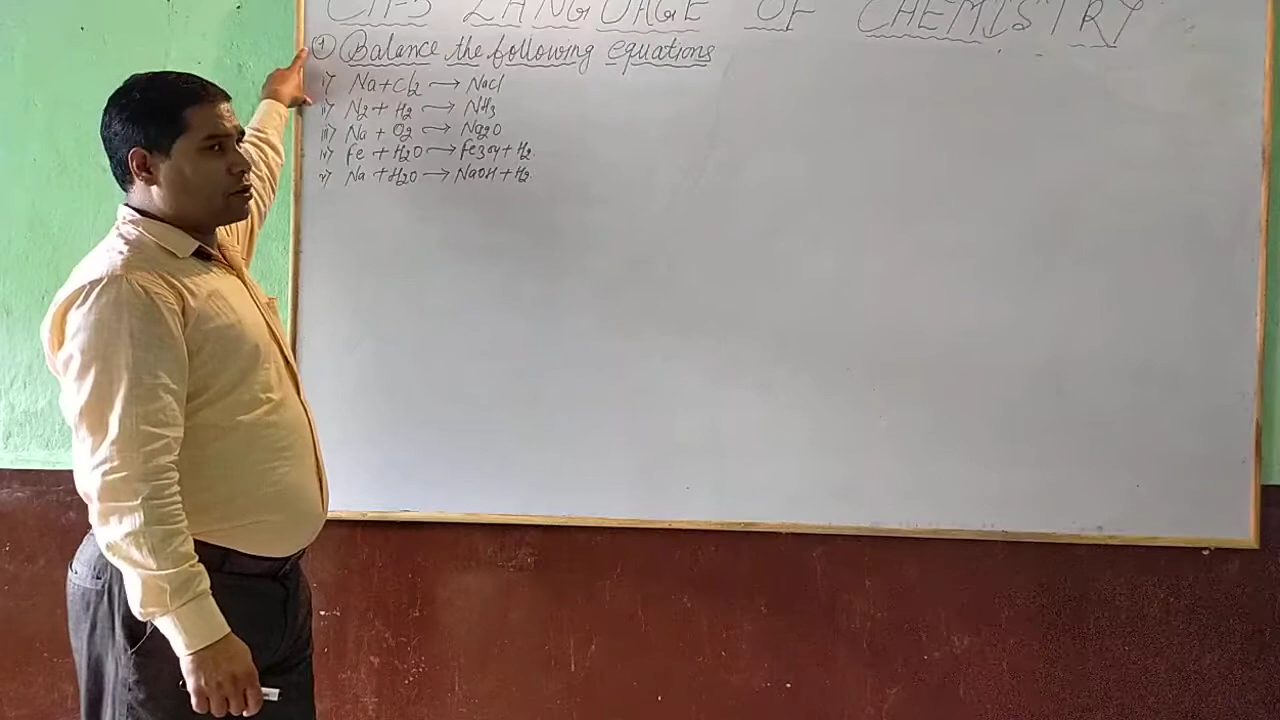 CH-5 LANGUAGE OF CHEMISTRY
Q Balance the following equations
i> Na + Cl2 → NaCl
ii> N2 + H2 → NH3
iii> Na + O2 → Na2O
iv> Fe + H2O → Fe3O4 + H2.
v> Na + H2O → NaOH + H2.